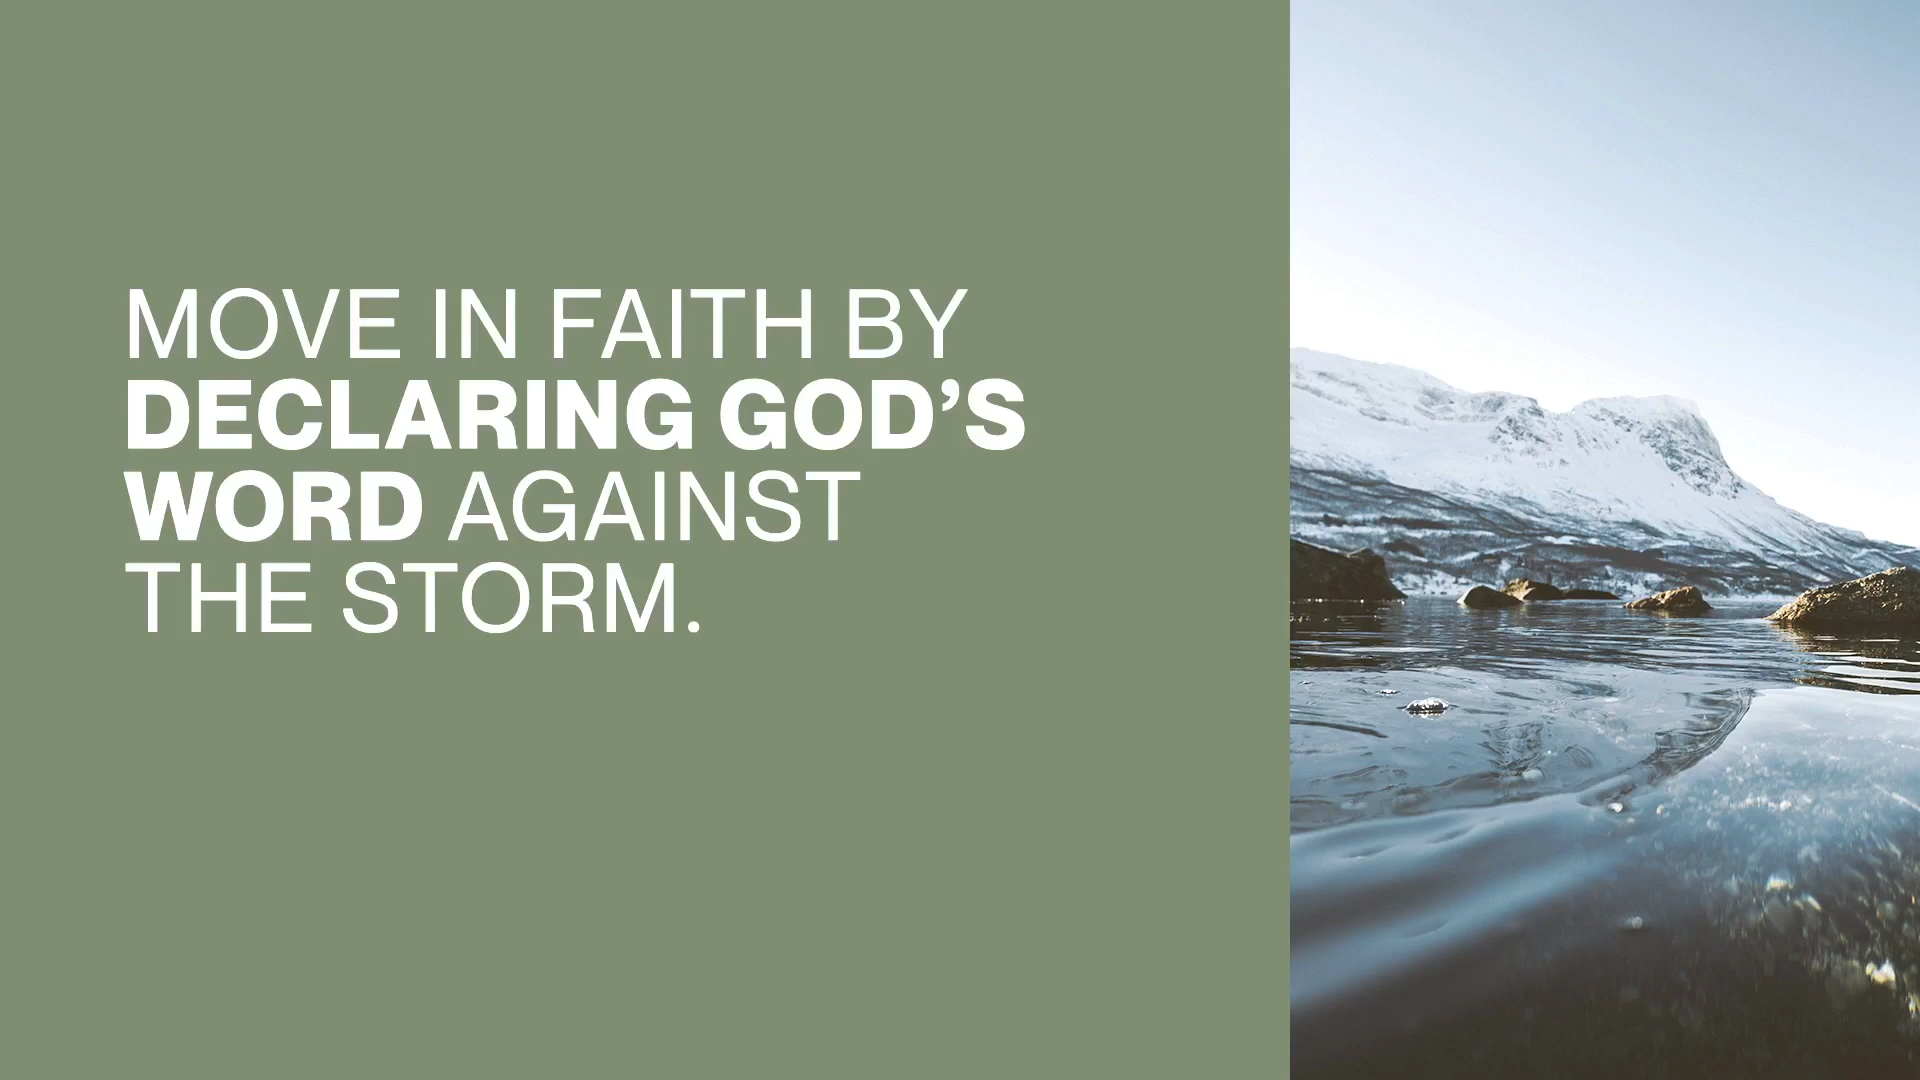 MOVE IN FAITH BY
DECLARING GOD’S
WORD AGAINST
THE STORM.